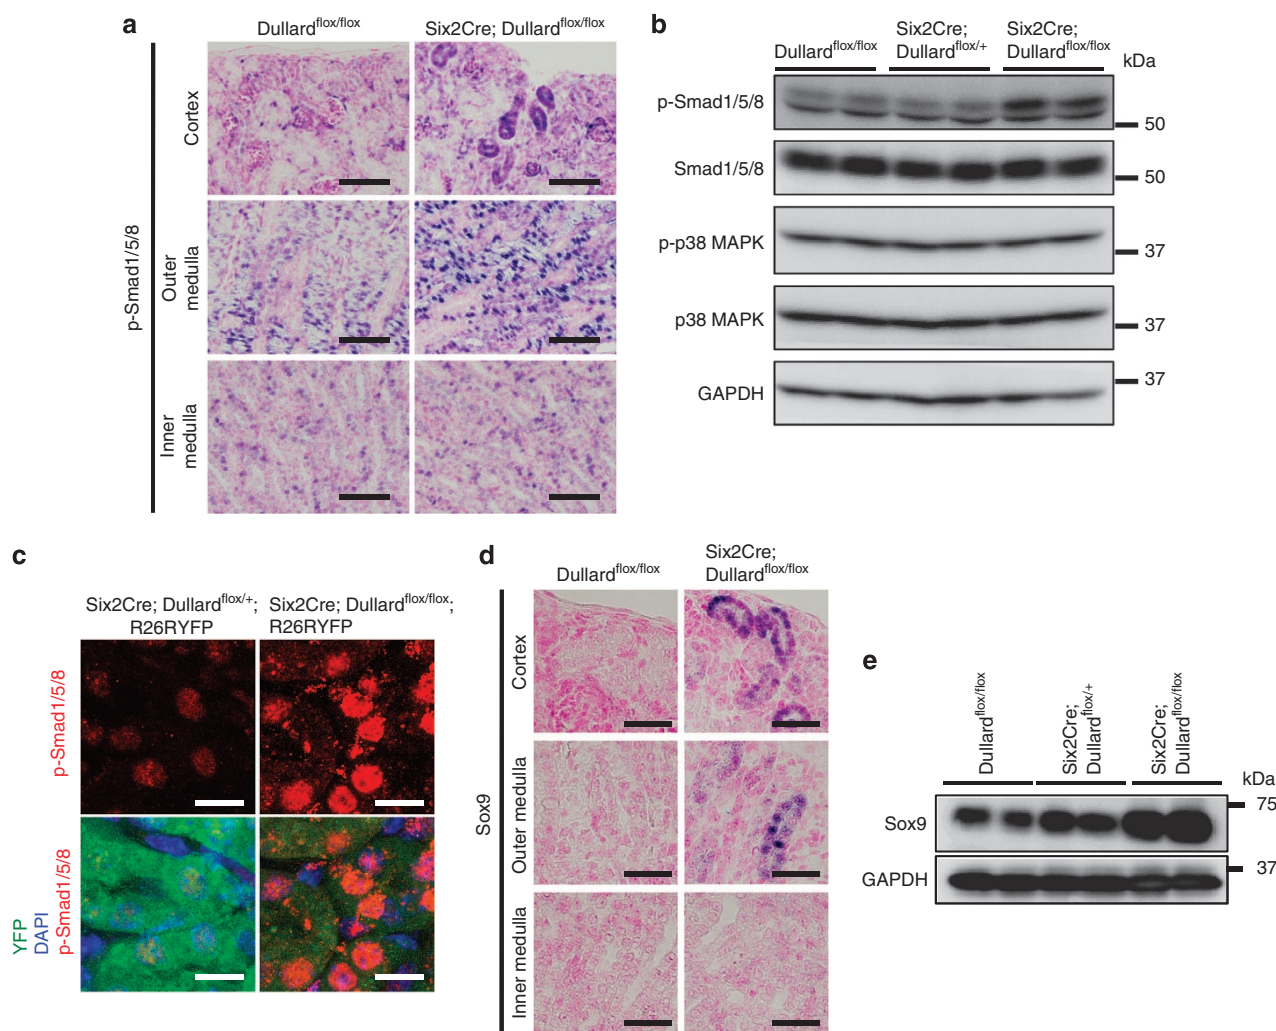 a
Dullardflox/flox
Six2Cre; Dullardflox/flox
p-Smad1/5/8
Cortex
Outer
medulla
Inner
medulla
b
Dullardflox/flox
Six2Cre;
Dullardflox/+
Six2Cre;
Dullardflox/flox
kDa
p-Smad1/5/8
50
Smad1/5/8
50
p-p38 MAPK
37
p38 MAPK
37
GAPDH
37
c
Six2Cre; Dullardflox/+;
R26RYFP
Six2Cre; Dullardflox/flox;
R26RYFP
p-Smad1/5/8
YFP
DAPI
p-Smad1/5/8
d
Dullardflox/flox
Six2Cre;
Dullardflox/flox
Sox9
Cortex
Outer medulla
Inner medulla
e
Dullardflox/flox
Six2Cre;
Dullardflox/+
Six2Cre;
Dullardflox/flox
kDa
Sox9
75
GAPDH
37